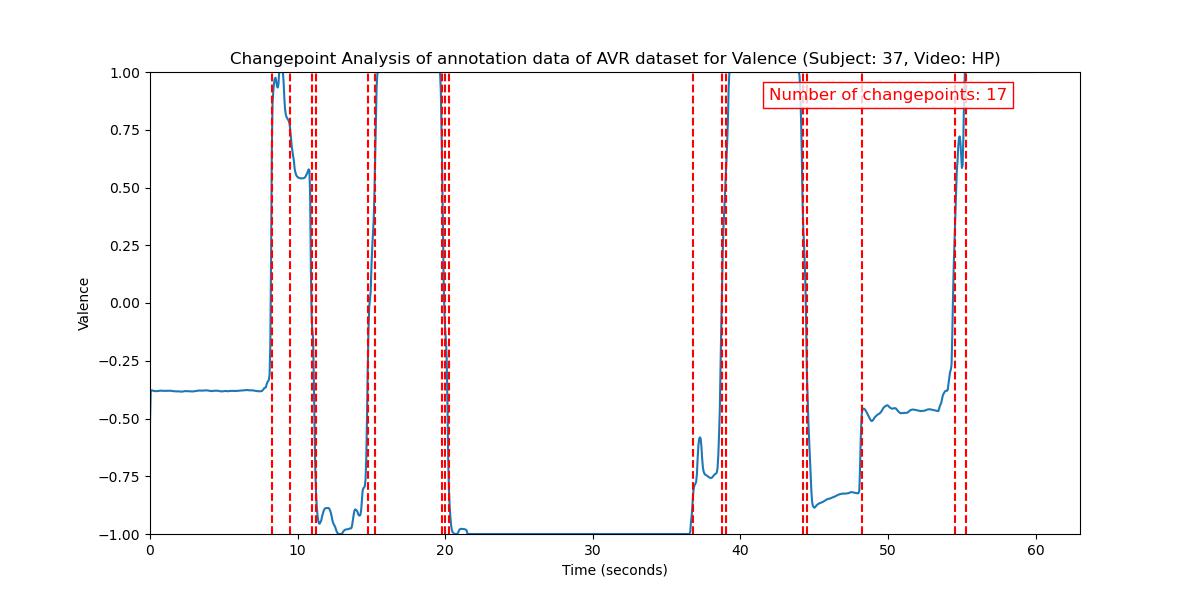 Changepoint Analysis of annotation data of AVR dataset for Valence (Subject: 37, Video: HP)
Number of changepoints: 17
1.00
0.75
0.50
0.25
0.00
−0.25
−0.50
−0.75
−1.00
Valence
0 10 20 30 40 50 60
Time (seconds)